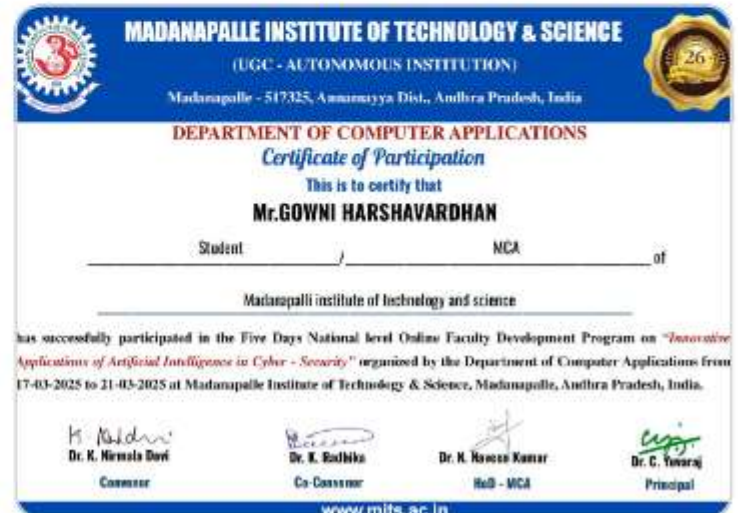 MADANAPALLE INSTITUTE OF TECHNOLOGY & SCIENCE
(UGC - AUTONOMOUS INSTITUTION)
26
Madanapalle - 517325, Annamayya Dist., Andhra Pradesh, India
DEPARTMENT OF COMPUTER APPLICATIONS
Certificate of Participation
This is to certify that
Mr.GOWNI HARSHAVARDHAN
Student / MCA of
Madanapalli institute of technology and science
has successfully participated in the Five Days National level Online Faculty Development Program on "Innovative
Applications of Artificial Intelligence in Cyber - Security" organized by the Department of Computer Applications from
17-03-2025 to 21-03-2025 at Madanapalle Institute of Technology & Science, Madanapalle, Andhra Pradesh, India.
Dr. K. Nirmala Devi Dr. K. Radhika Dr. N. Naveen Kumar Dr. C. Yuvaraj
Convenor Co-Convenor HoD - MCA Principal
www.mits.ac.in